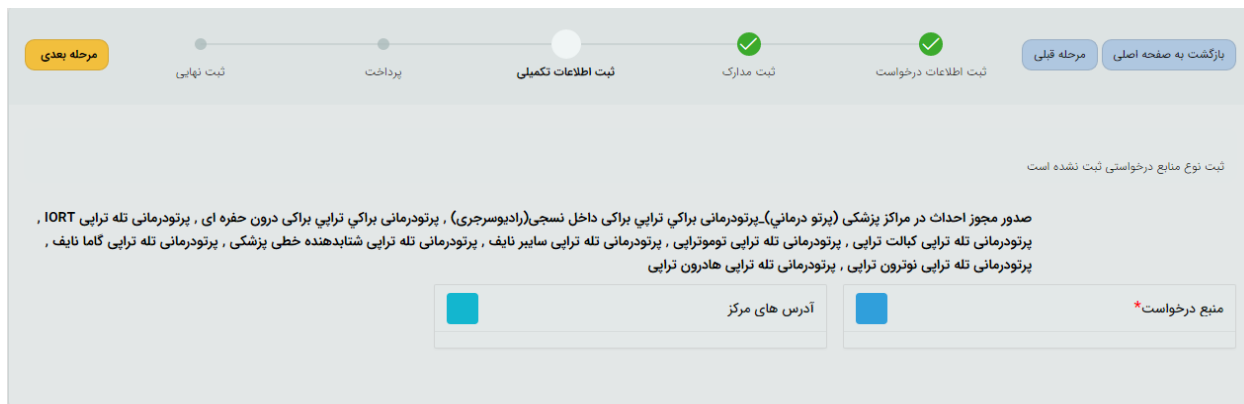 بازگشت به صفحه اصلی
مرحله قبلی
ثبت اطلاعات درخواست
ثبت مدارک
ثبت اطلاعات تکمیلی
پرداخت
ثبت نهایی
مرحله بعدی
ثبت نوع منابع درخواستی ثبت نشده است
صدور مجوز احداث در مراکز پزشکی (پرتو درماني)_پرتودرمانی براکي تراپي براکی داخل نسجی(رادیوسرجری) , پرتودرمانی براکي تراپي براکی درون حفره ای , پرتودرمانی تله تراپی IORT ,
پرتودرمانی تله تراپی کبالت تراپی , پرتودرمانی تله تراپی توموتراپی , پرتودرمانی تله تراپی سایبر نایف , پرتودرمانی تله تراپی شتابدهنده خطی پزشکی , پرتودرمانی تله تراپی گاما نایف ,
پرتودرمانی تله تراپی نوترون تراپی , پرتودرمانی تله تراپی هادرون تراپی
منبع درخواست*
آدرس های مرکز